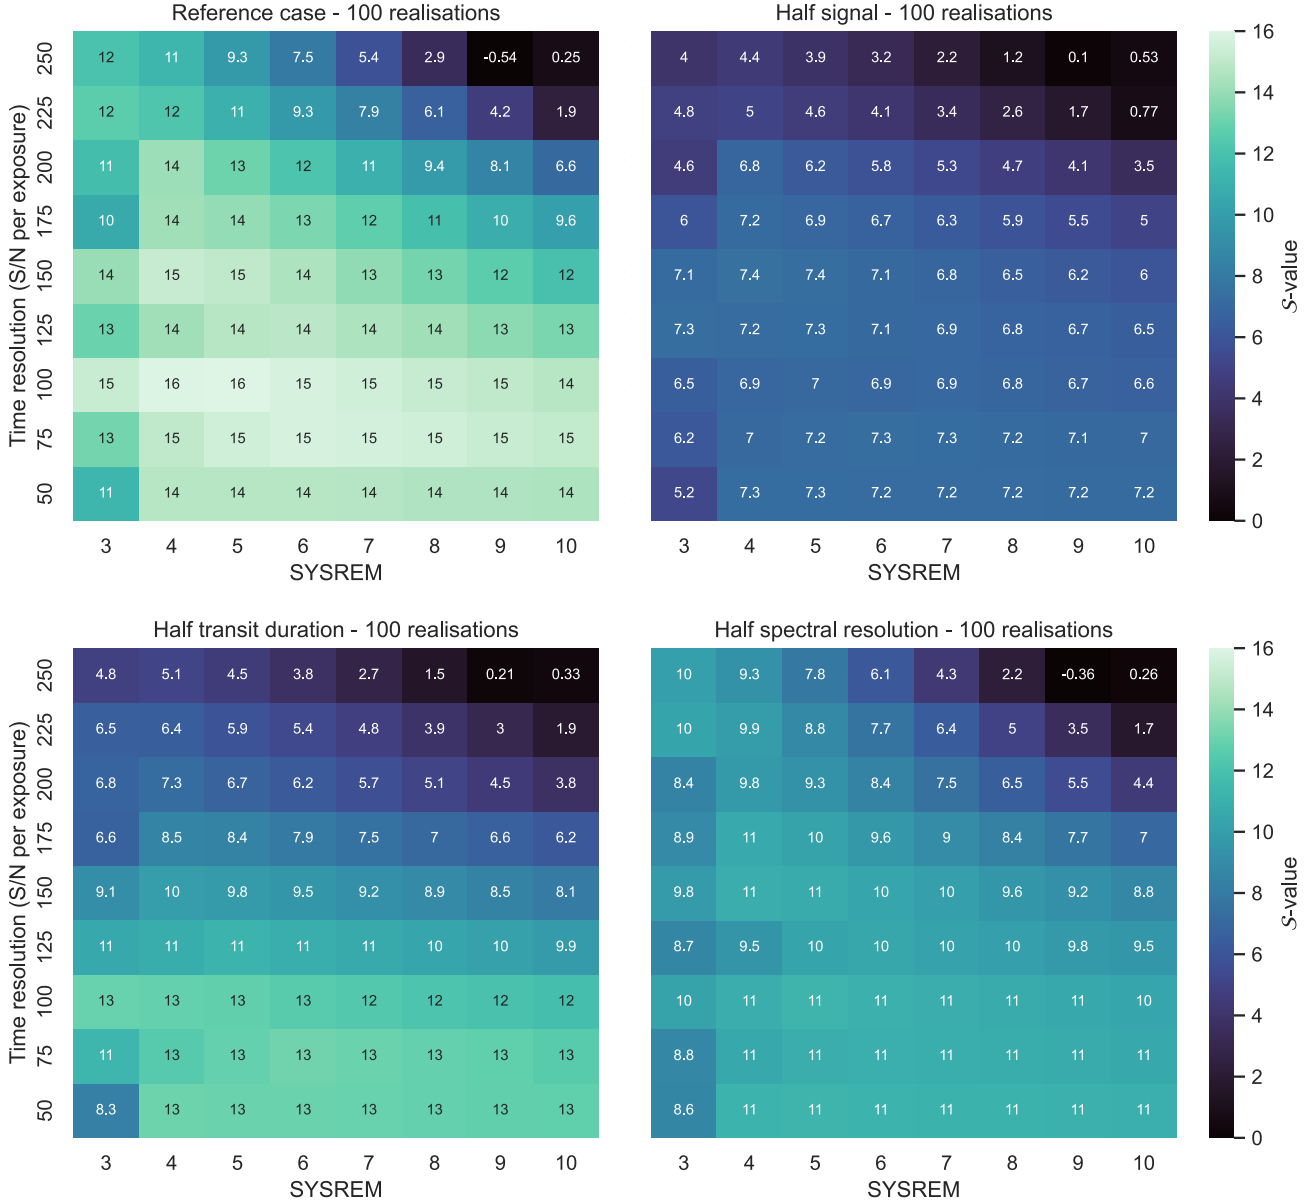 Reference case - 100 realisations
Half signal - 100 realisations
Time resolution (S/N per exposure)
250 12 11 9.3 7.5 5.4 2.9 -0.54 0.25
225 12 12 11 9.3 7.9 6.1 4.2 1.9
200 11 14 13 12 11 9.4 8.1 6.6
175 10 14 14 13 12 11 10 9.6
150 14 15 15 14 13 13 12 12
125 13 14 14 14 14 14 13 13
100 15 16 16 15 15 15 15 14
75 13 15 15 15 15 15 15 15
50 11 14 14 14 14 14 14 14
3 4 5 6 7 8 9 10
SYSREM
4 4.4 3.9 3.2 2.2 1.2 0.1 0.53
4.8 5 4.6 4.1 3.4 2.6 1.7 0.77
4.6 6.8 6.2 5.8 5.3 4.7 4.1 3.5
6 7.2 6.9 6.7 6.3 5.9 5.5 5
7.1 7.4 7.4 7.1 6.8 6.5 6.2 6
7.3 7.2 7.3 7.1 6.9 6.8 6.7 6.5
6.5 6.9 7 6.9 6.9 6.8 6.7 6.6
6.2 7 7.2 7.3 7.3 7.2 7.1 7
5.2 7.3 7.3 7.2 7.2 7.2 7.2 7.2
3 4 5 6 7 8 9 10
SYSREM
16
14
12
10
8
6
4
2
0
S-value
Half transit duration - 100 realisations
Half spectral resolution - 100 realisations
Time resolution (S/N per exposure)
250 4.8 5.1 4.5 3.8 2.7 1.5 0.21 0.33
225 6.5 6.4 5.9 5.4 4.8 3.9 3 1.9
200 6.8 7.3 6.7 6.2 5.7 5.1 4.5 3.8
175 6.6 8.5 8.4 7.9 7.5 7 6.6 6.2
150 9.1 10 9.8 9.5 9.2 8.9 8.5 8.1
125 11 11 11 11 11 10 10 9.9
100 13 13 13 13 12 12 12 12
75 11 13 13 13 13 13 13 13
50 8.3 13 13 13 13 13 13 13
3 4 5 6 7 8 9 10
SYSREM
10 9.3 7.8 6.1 4.3 2.2 -0.36 0.26
10 9.9 8.8 7.7 6.4 5 3.5 1.7
8.4 9.8 9.3 8.4 7.5 6.5 5.5 4.4
8.9 11 10 9.6 9 8.4 7.7 7
9.8 11 11 10 10 9.6 9.2 8.8
8.7 9.5 10 10 10 10 9.8 9.5
10 11 11 11 11 11 11 10
8.8 11 11 11 11 11 11 11
8.6 11 11 11 11 11 11 11
3 4 5 6 7 8 9 10
SYSREM
16
14
12
10
8
6
4
2
0
S-value